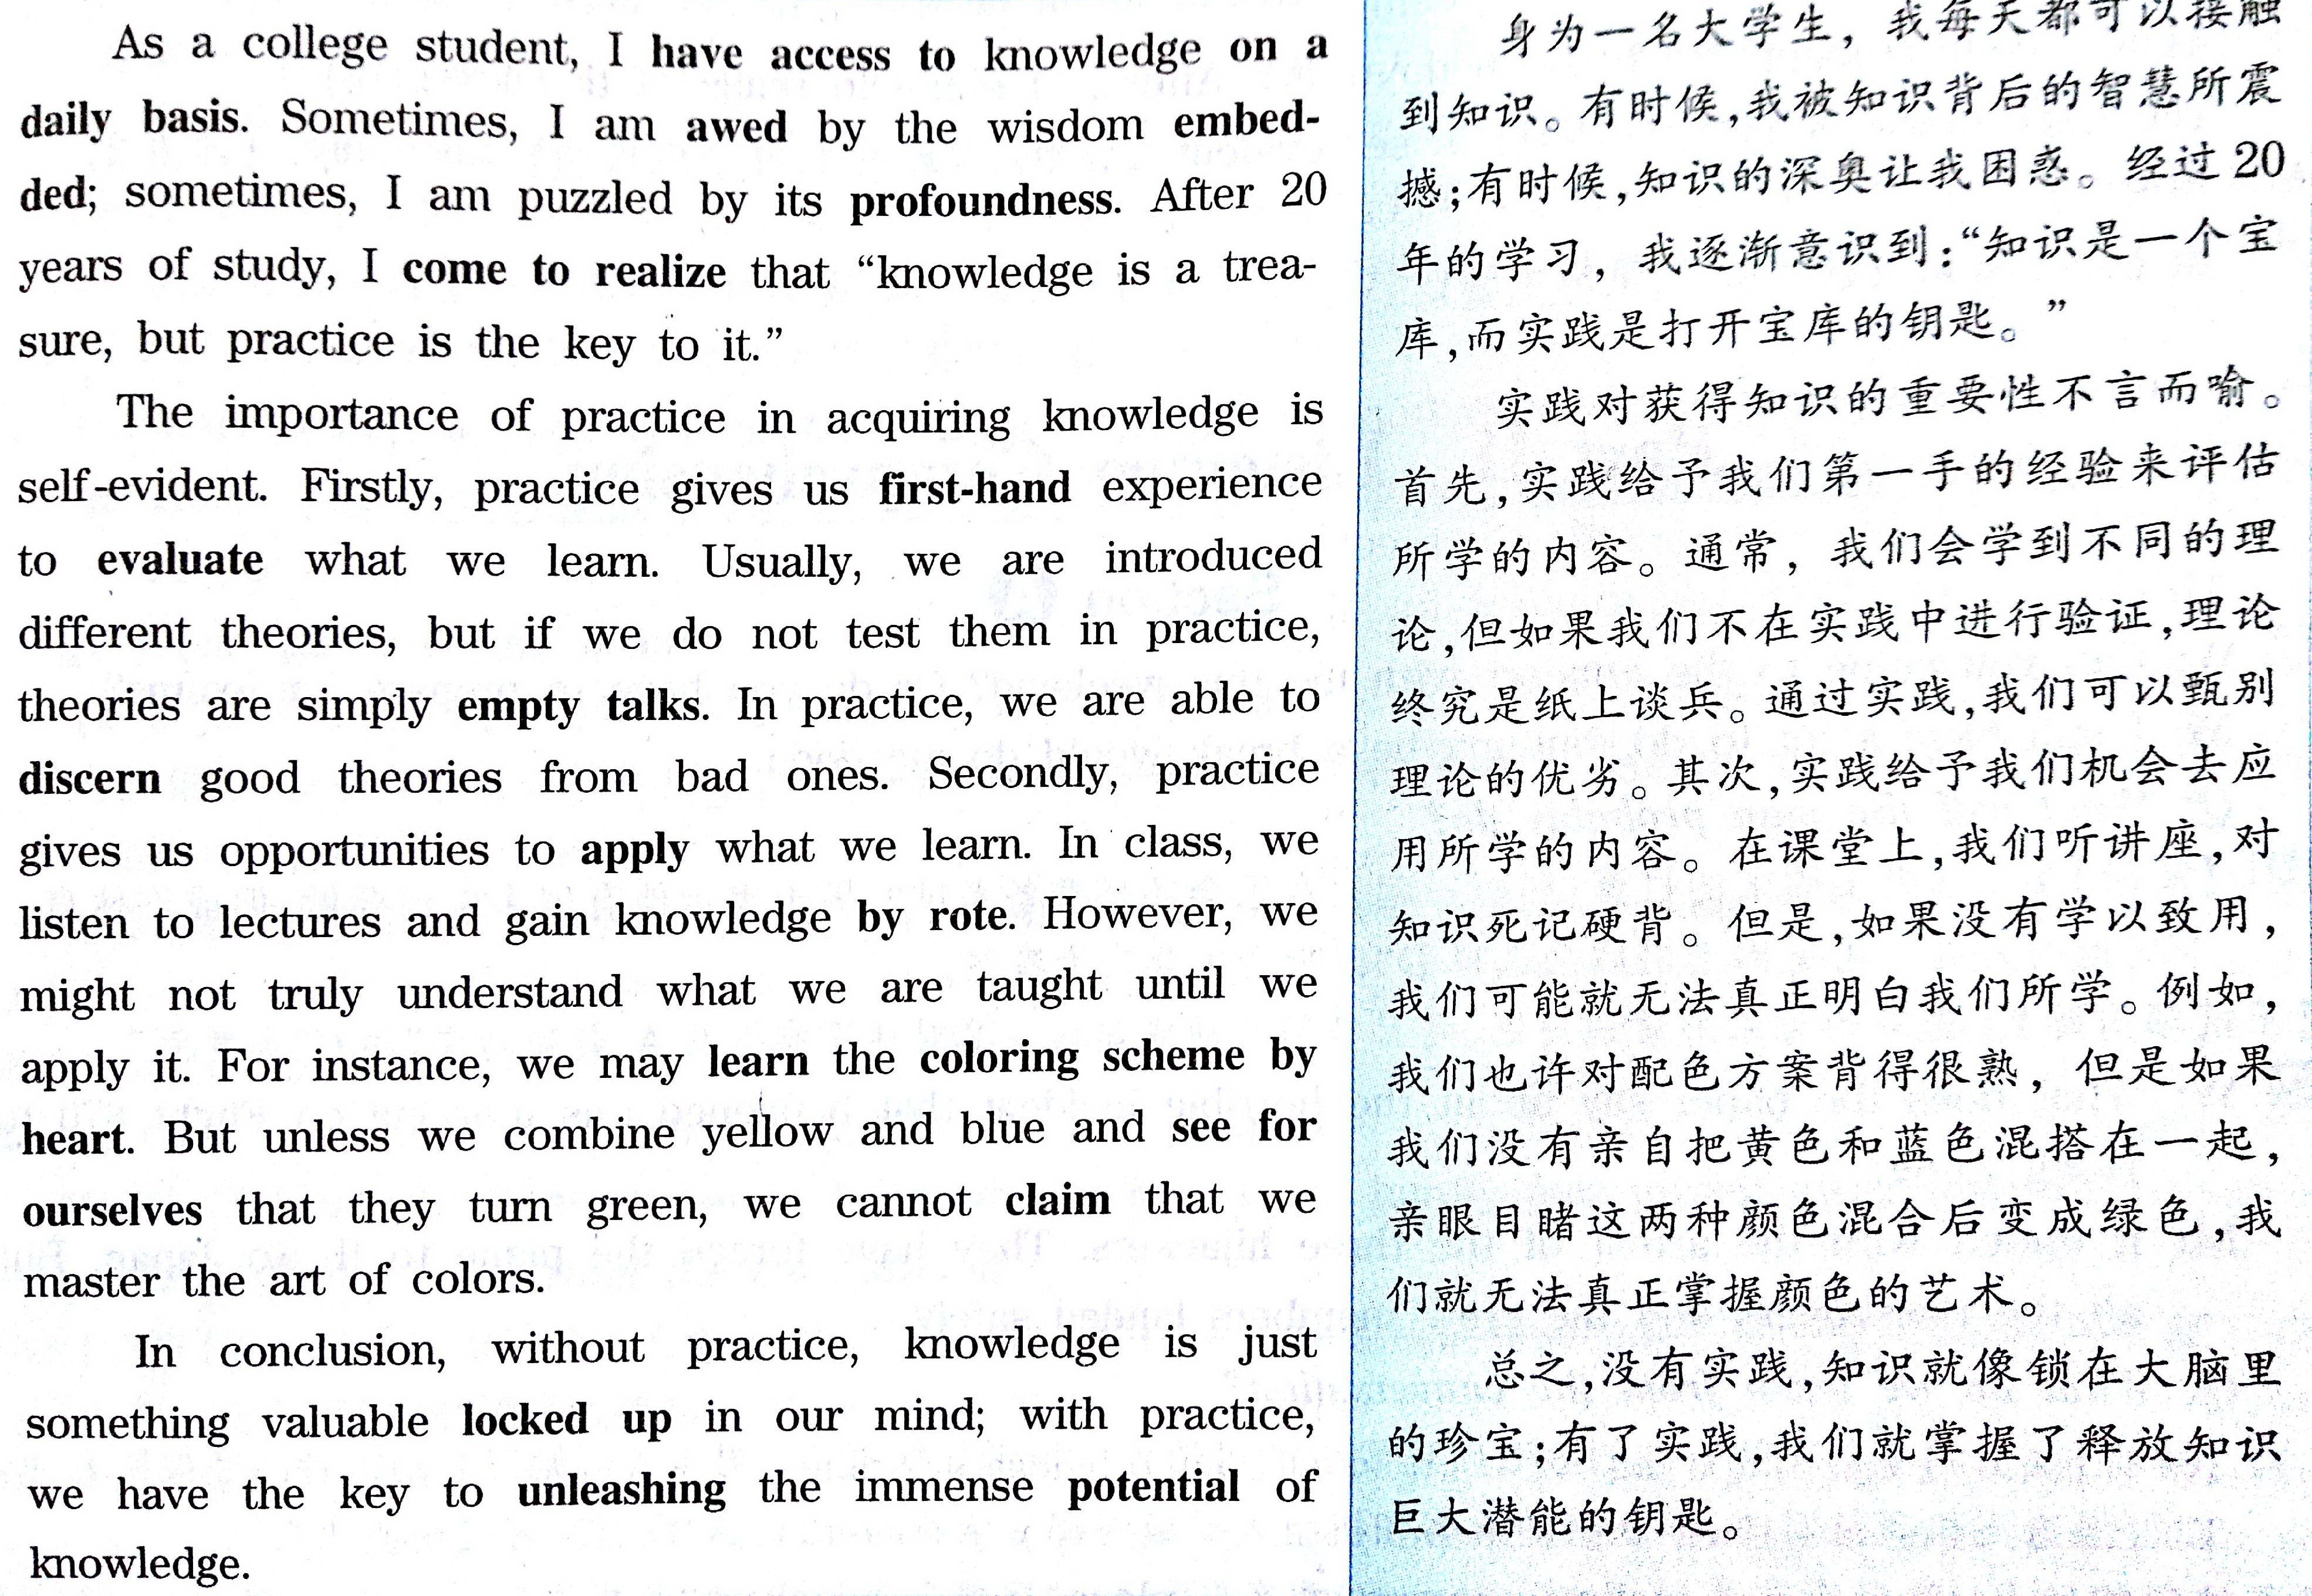 As a college student, I have access to knowledge on a
daily basis. Sometimes, I am awed by the wisdom embed-
ded; sometimes, I am puzzled by its profoundness. After 20
years of study, I come to realize that “knowledge is a trea-
sure, but practice is the key to it.”
The importance of practice in acquiring knowledge is
self-evident. Firstly, practice gives us first-hand experience
to evaluate what we learn. Usually, we are introduced
different theories, but if we do not test them in practice,
theories are simply empty talks. In practice, we are able to
discern good theories from bad ones. Secondly, practice
gives us opportunities to apply what we learn. In class, we
listen to lectures and gain knowledge by rote. However, we
might not truly understand what we are taught until we
apply it. For instance, we may learn the coloring scheme by
heart. But unless we combine yellow and blue and see for
ourselves that they turn green, we cannot claim that we
master the art of colors.
In conclusion, without practice, knowledge is just
something valuable locked up in our mind; with practice,
we have the key to unleashing the immense potential of
knowledge.
身为一名大学生，我每天都可以接触
到知识。有时候,我被知识背后的智慧所震
撼;有时候,知识的深奥让我困惑。经过20
年的学习，我逐渐意识到:“知识是一个宝
库,而实践是打开宝库的钥匙。”
实践对获得知识的重要性不言而喻。
首先,实践给予我们第一手的经验来评估
所学的内容。通常，我们会学到不同的理
论,但如果我们不在实践中进行验证,理论
终究是纸上谈兵。通过实践,我们可以甄别
理论的优劣。其次,实践给予我们机会去应
用所学的内容。在课堂上,我们听讲座,对
知识死记硬背。但是,如果没有学以致用，
我们可能就无法真正明白我们所学。例如，
我们也许对配色方案背得很熟，但是如果
我们没有亲自把黄色和蓝色混搭在一起，
亲眼目睹这两种颜色混合后变成绿色,我
们就无法真正掌握颜色的艺术。
总之,没有实践,知识就像锁在大脑里
的珍宝;有了实践,我们就掌握了释放知识
巨大潜能的钥匙。